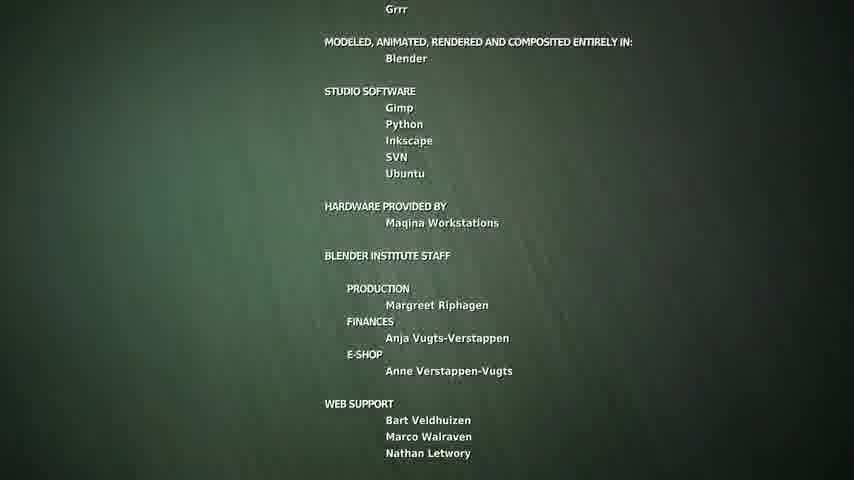 Grrr
MODELED, ANIMATED, RENDERED AND COMPOSITED ENTIRELY IN:
Blender
STUDIO SOFTWARE
Gimp
Python
Inkscape
SVN
Ubuntu
HARDWARE PROVIDED BY
Maqina Workstations
BLENDER INSTITUTE STAFF
PRODUCTION
Margreet Riphagen
FINANCES
Anja Vugts-Verstappen
E-SHOP
Anne Verstappen-Vugts
WEB SUPPORT
Bart Veldhuizen
Marco Walraven
Nathan Letwory